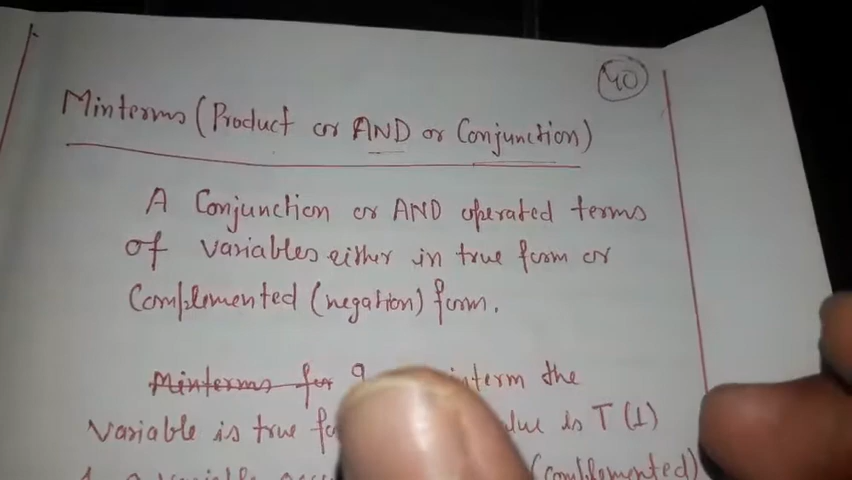 40
Minterms (Product or AND or Conjunction)
A Conjunction or AND operated terms
of variables either in true form or
Complemented (negation) form.
Minterms for interm the
Variable is true is T (1)
(complemented)